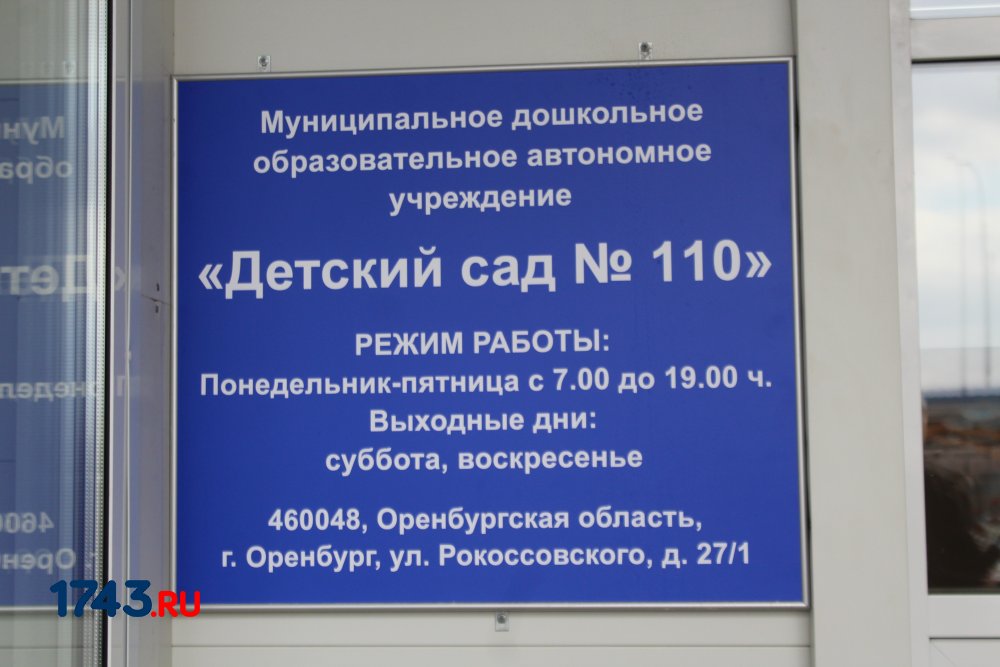 Муниципальное дошкольное
образовательное автономное
учреждение
«Детский сад № 110»
РЕЖИМ РАБОТЫ:
Понедельник-пятница с 7.00 до 19.00 ч.
Выходные дни:
суббота, воскресенье
460048, Оренбургская область,
г. Оренбург, ул. Рокоссовского, д. 27/1
1743.RU